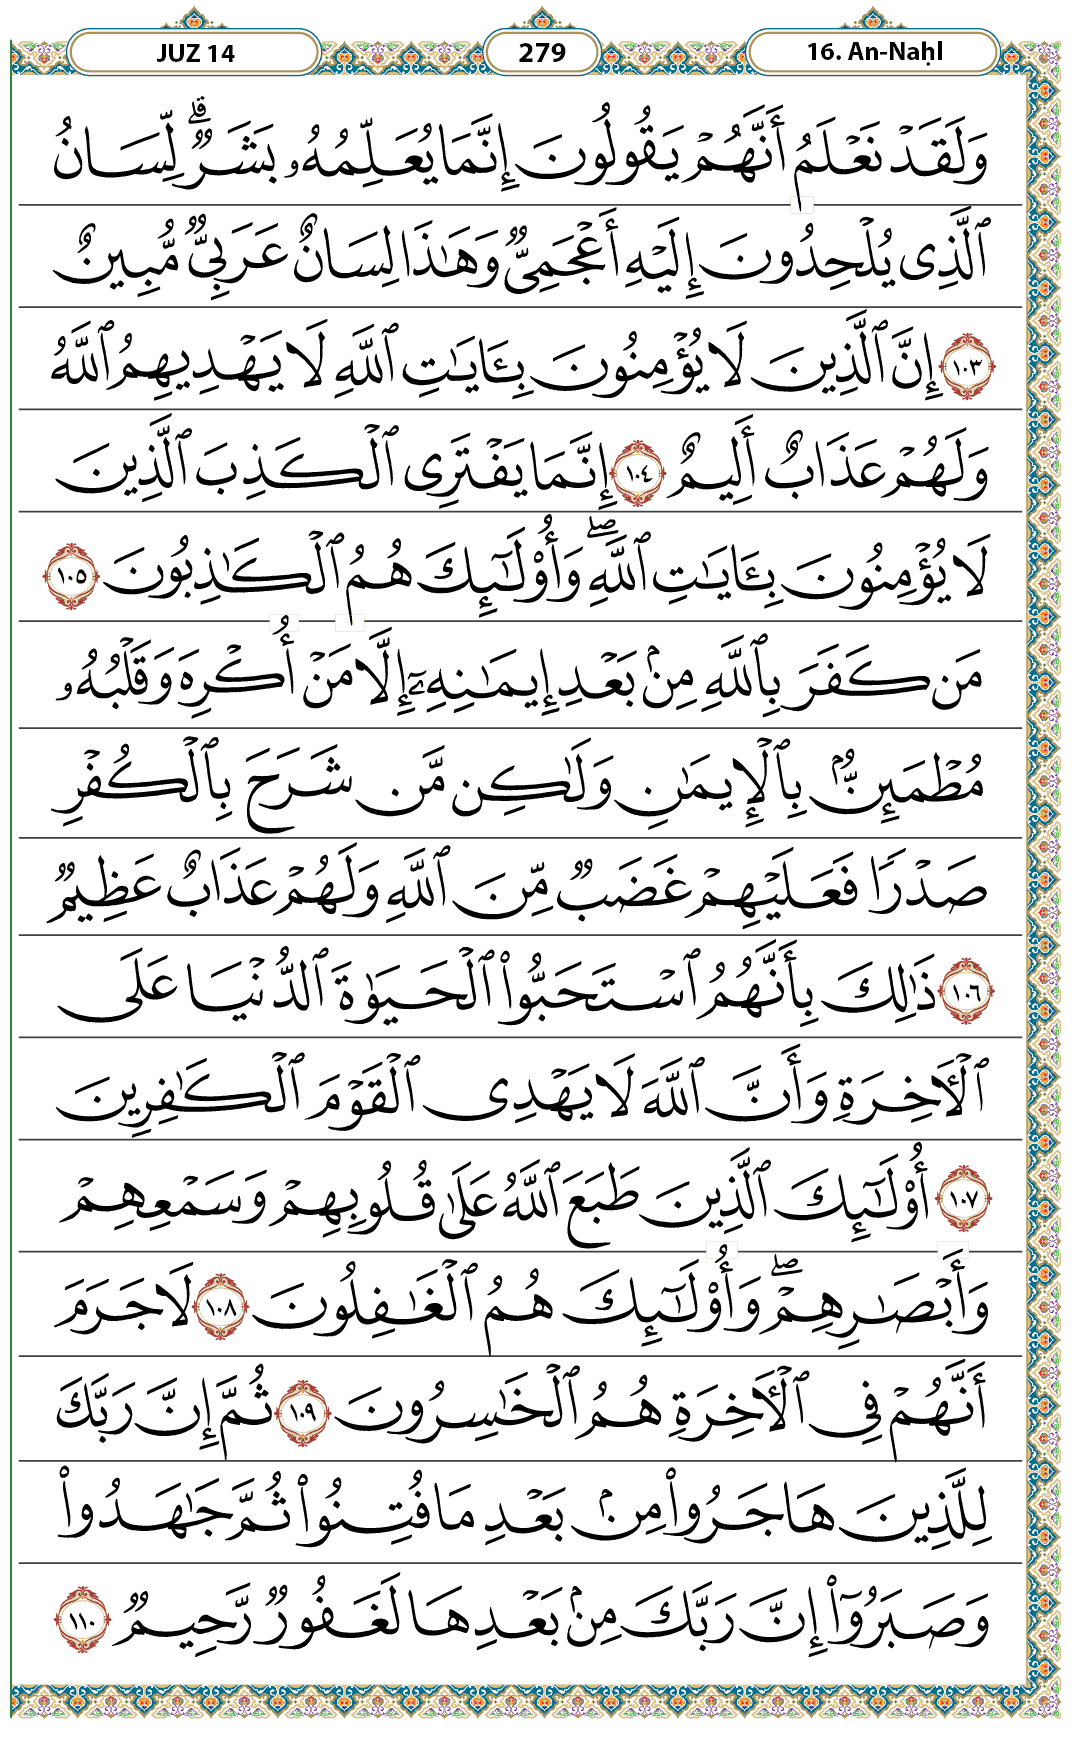 JUZ 14 279 16. An-Naḥl
وَلَقَدْ نَعْلَمُ أَنَّهُمْ يَقُولُونَ إِنَّمَا يُعَلِّمُهُۥ بَشَرٌ ۗ لِّسَانُ
ٱلَّذِى يُلْحِدُونَ إِلَيْهِ أَعْجَمِىٌّ وَهَـٰذَا لِسَانٌ عَرَبِىٌّ مُّبِينٌ
١٠٣ إِنَّ ٱلَّذِينَ لَا يُؤْمِنُونَ بِـَٔايَـٰتِ ٱللَّهِ لَا يَهْدِيهِمُ ٱللَّهُ
وَلَهُمْ عَذَابٌ أَلِيمٌ ١٠٤ إِنَّمَا يَفْتَرِى ٱلْكَذِبَ ٱلَّذِينَ
لَا يُؤْمِنُونَ بِـَٔايَـٰتِ ٱللَّهِ ۖ وَأُو۟لَـٰٓئِكَ هُمُ ٱلْكَـٰذِبُونَ ١٠٥
مَن كَفَرَ بِٱللَّهِ مِنۢ بَعْدِ إِيمَـٰنِهِۦٓ إِلَّا مَنْ أُكْرِهَ وَقَلْبُهُۥ
مُطْمَئِنٌّۢ بِٱلْإِيمَـٰنِ وَلَـٰكِن مَّن شَرَحَ بِٱلْكُفْرِ
صَدْرًا فَعَلَيْهِمْ غَضَبٌ مِّنَ ٱللَّهِ وَلَهُمْ عَذَابٌ عَظِيمٌ
١٠٦ ذَٰلِكَ بِأَنَّهُمُ ٱسْتَحَبُّوا۟ ٱلْحَيَوٰةَ ٱلدُّنْيَا عَلَى
ٱلْـَٔاخِرَةِ وَأَنَّ ٱللَّهَ لَا يَهْدِى ٱلْقَوْمَ ٱلْكَـٰفِرِينَ
١٠٧ أُو۟لَـٰٓئِكَ ٱلَّذِينَ طَبَعَ ٱللَّهُ عَلَىٰ قُلُوبِهِمْ وَسَمْعِهِمْ
وَأَبْصَـٰرِهِمْ ۖ وَأُو۟لَـٰٓئِكَ هُمُ ٱلْغَـٰفِلُونَ ١٠٨ لَا جَرَمَ
أَنَّهُمْ فِى ٱلْـَٔاخِرَةِ هُمُ ٱلْخَـٰسِرُونَ ١٠٩ ثُمَّ إِنَّ رَبَّكَ
لِلَّذِينَ هَاجَرُوا۟ مِنۢ بَعْدِ مَا فُتِنُوا۟ ثُمَّ جَـٰهَدُوا۟
وَصَبَرُوٓا۟ إِنَّ رَبَّكَ مِنۢ بَعْدِهَا لَغَفُورٌ رَّحِيمٌ ١١٠